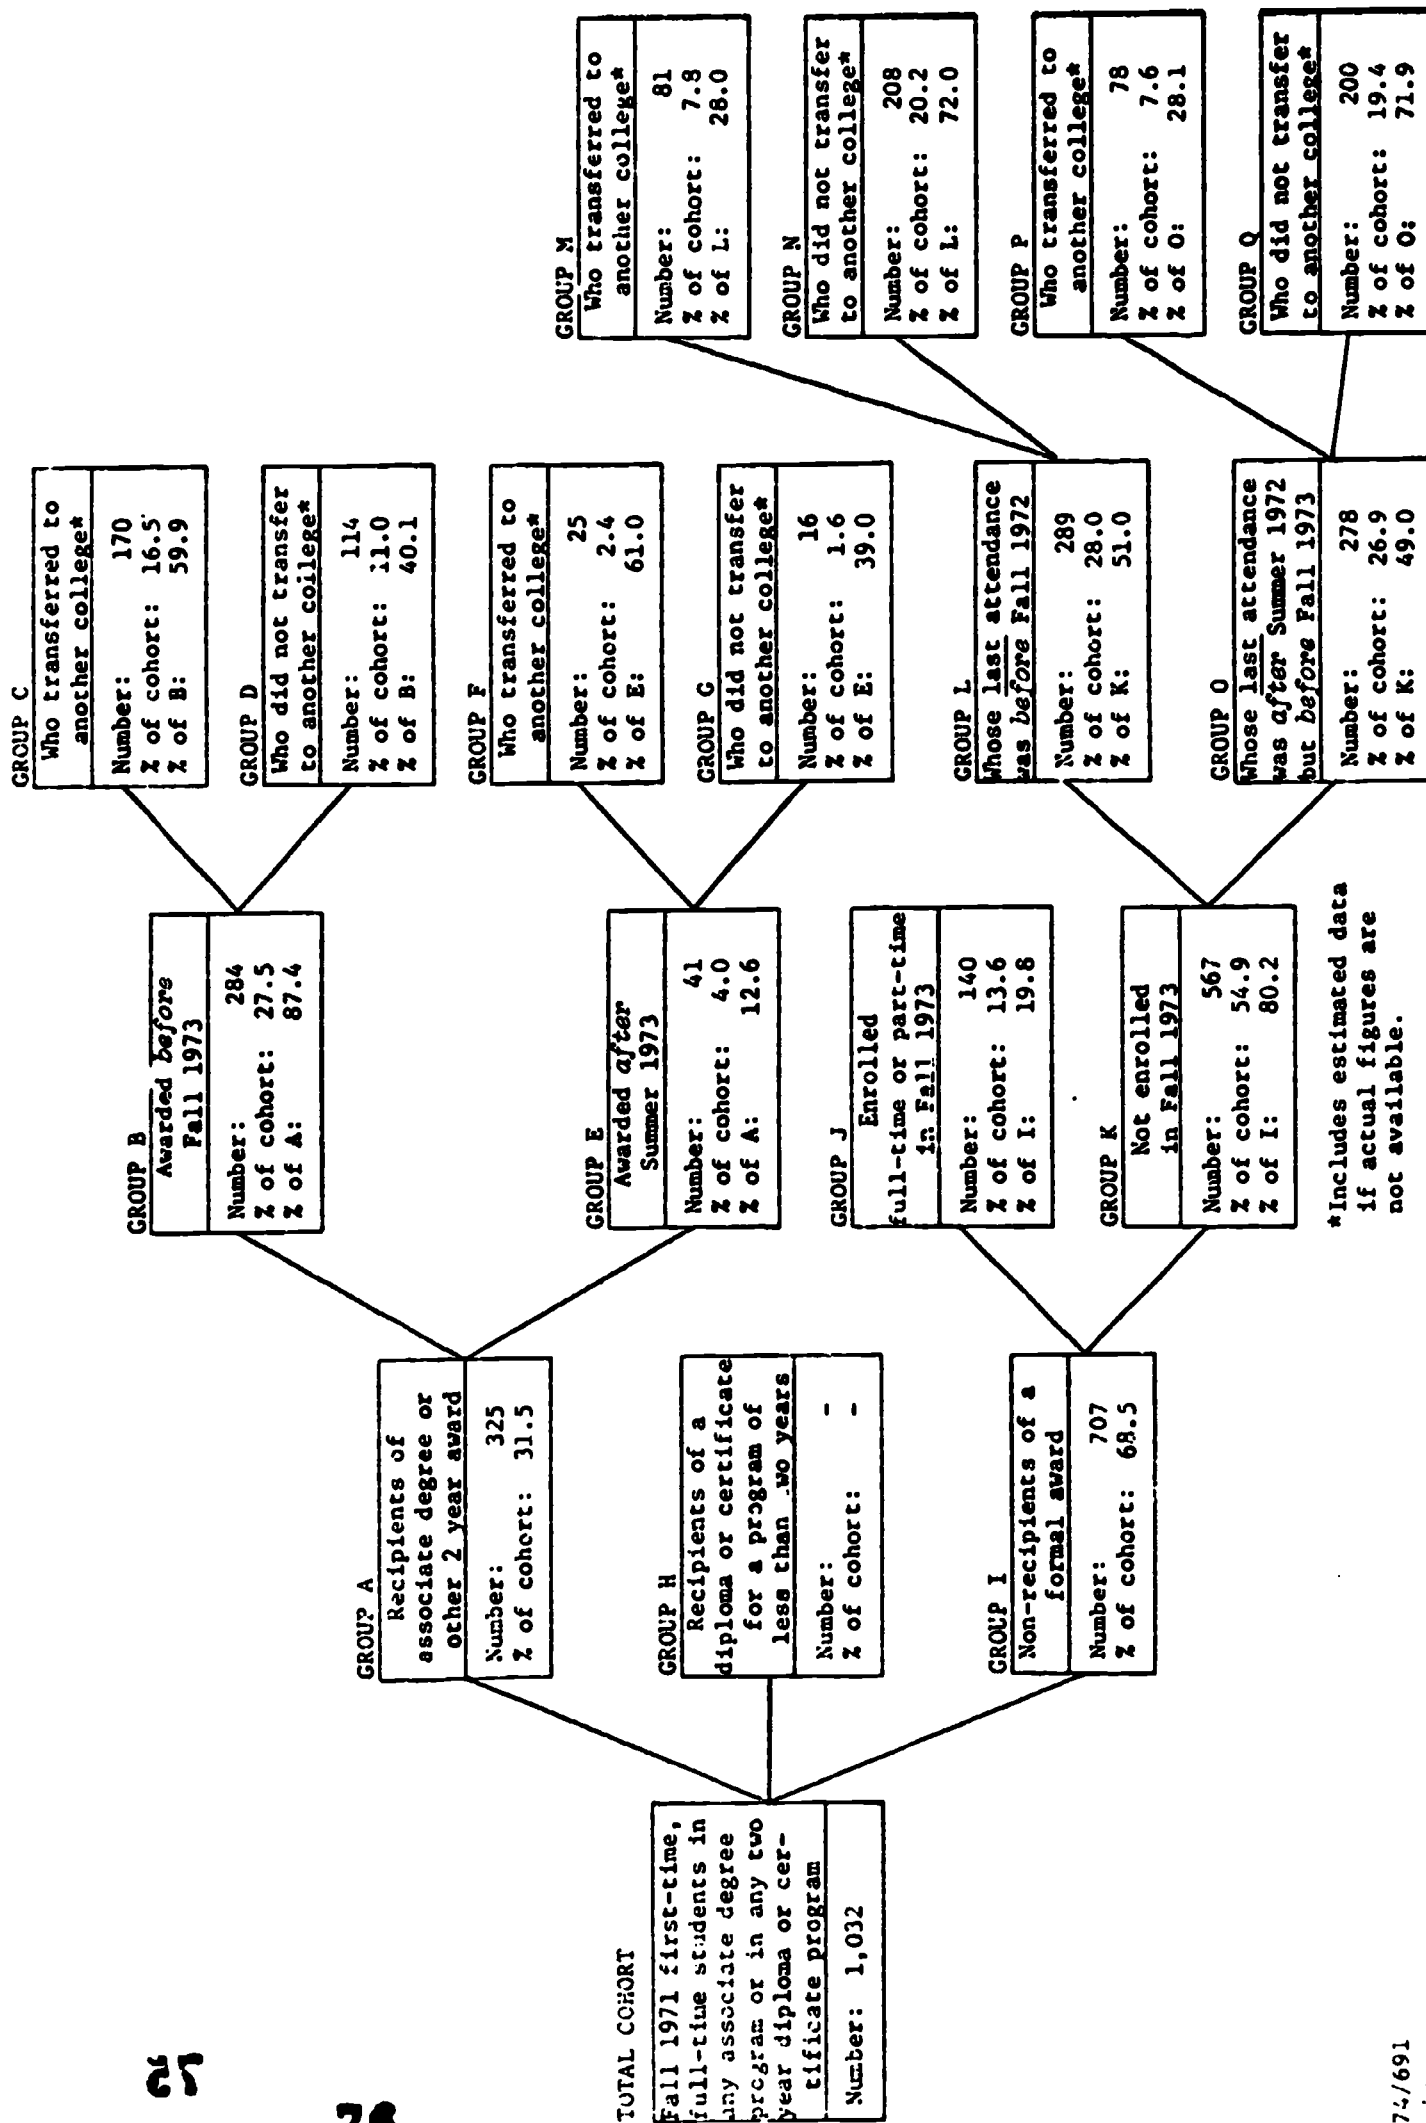 TOTAL COHORT
Fall 1971 first-time,
full-time students in
any associate degree
program or in any two
year diploma or cer-
tificate program
Number: 1,032
GROUP A
Recipients of
associate degree or
other 2 year award
Number: 325
% of cohort: 31.5
GROUP H
Recipients of a
diploma or certificate
for a program of
less than .wo years
Number: -
% of cohort: -
GROUP I
Non-recipients of a
formal award
Number: 707
% of cohort: 68.5
GROUP B
Awarded before
Fall 1973
Number: 284
% of cohort: 27.5
% of A: 87.4
GROUP E
Awarded after
Summer 1973
Number: 41
% of cohort: 4.0
% of A: 12.6
GROUP J
Enrolled
full-time or part-time
in Fall 1973
Number: 140
% of cohort: 13.6
% of I: 19.8
GROUP K
Not enrolled
in Fall 1973
Number: 567
% of cohort: 54.9
% of I: 80.2
GROUP C
Who transferred to
another college*
Number: 170
% of cohort: 16.5
% of B: 59.9
GROUP D
Who did not transfer
to another college*
Number: 114
% of cohort: 11.0
% of B: 40.1
GROUP F
Who transferred to
another college*
Number: 25
% of cohort: 2.4
% of E: 61.0
GROUP G
Who did not transfer
to another college*
Number: 16
% of cohort: 1.6
% of E: 39.0
GROUP L
Whose last attendance
was before Fall 1972
Number: 289
% of cohort: 28.0
% of K: 51.0
GROUP O
Whose last attendance
was after Summer 1972
but before Fall 1973
Number: 278
% of cohort: 26.9
% of K: 49.0
GROUP M
Who transferred to
another college*
Number: 81
% of cohort: 7.8
% of L: 28.0
GROUP N
Who did not transfer
to another college*
Number: 208
% of cohort: 20.2
% of L: 72.0
GROUP P
Who transferred to
another college*
Number: 78
% of cohort: 7.6
% of O: 28.1
GROUP Q
Who did not transfer
to another college*
Number: 200
% of cohort: 19.4
% of O: 71.9
*Includes estimated data
if actual figures are
not available.
74/691
65
78